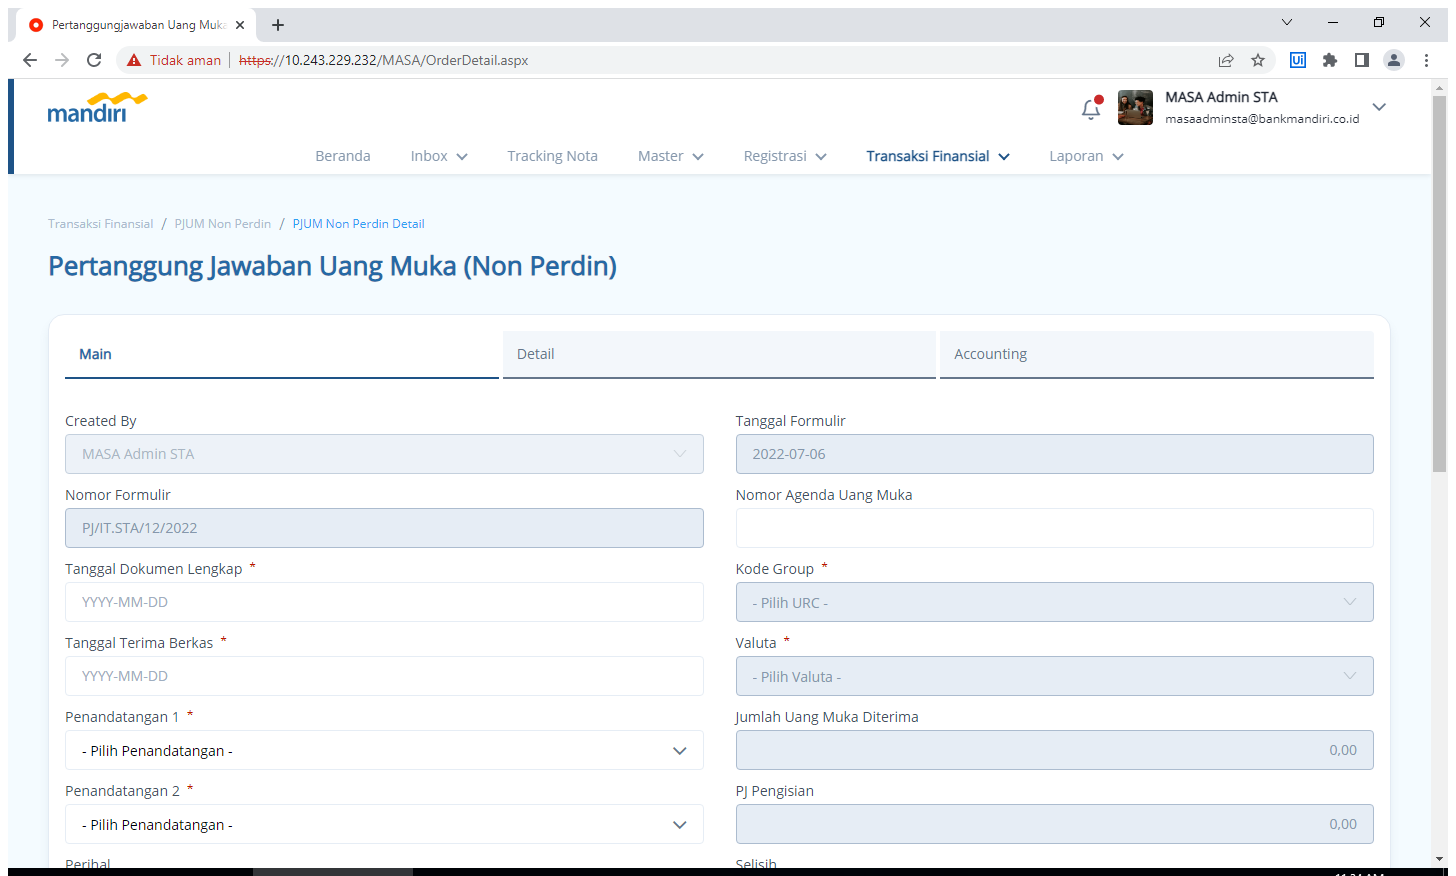 Pertanggungjawaban Uang Muka
Tidak aman
https://10.243.229.232/MASA/OrderDetail.aspx
Ui
mandiri
MASA Admin STA
masaadminsta@bankmandiri.co.id
Beranda
Inbox
Tracking Nota
Master
Registrasi
Transaksi Finansial
Laporan
Transaksi Finansial / PJUM Non Perdin / PJUM Non Perdin Detail
Pertanggung Jawaban Uang Muka (Non Perdin)
Main
Detail
Accounting
Created By
MASA Admin STA
Tanggal Formulir
2022-07-06
Nomor Formulir
PJ/IT.STA/12/2022
Nomor Agenda Uang Muka
Tanggal Dokumen Lengkap *
YYYY-MM-DD
Kode Group *
- Pilih URC -
Tanggal Terima Berkas *
YYYY-MM-DD
Valuta *
- Pilih Valuta -
Penandatangan 1 *
- Pilih Penandatangan -
Jumlah Uang Muka Diterima
0,00
Penandatangan 2 *
- Pilih Penandatangan -
PJ Pengisian
0,00
Perihal
Selisih